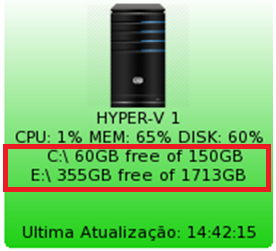 HYPER-V 1
CPU: 1% MEM: 65% DISK: 60%
C:\ 60GB free of 150GB
E:\ 355GB free of 1713GB
Ultima Atualização: 14:42:15